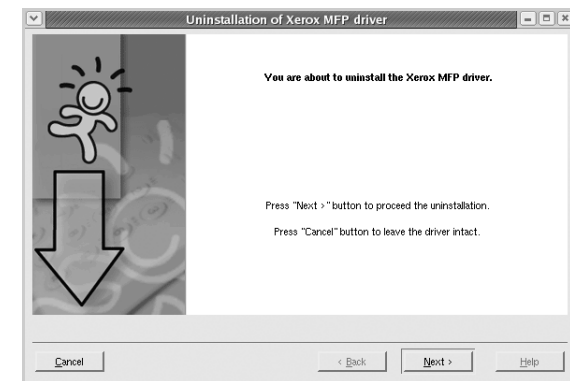 Uninstallation of Xerox MFP driver
You are about to uninstall the Xerox MFP driver.
Press "Next >" button to proceed the uninstallation.
Press "Cancel" button to leave the driver intact.
Cancel
< Back
Next >
Help